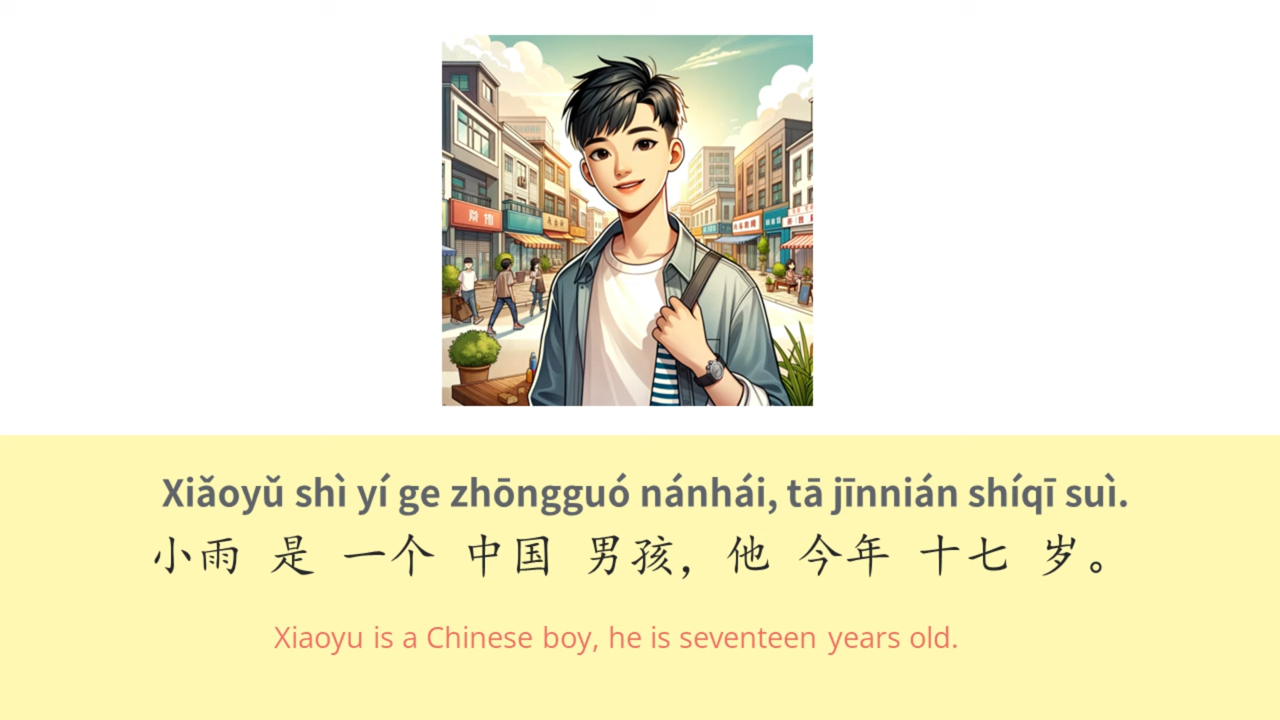 Xiǎoyǔ shì yí ge zhōngguó nánhái, tā jīnnián shíqī suì.
小雨 是 一个 中国 男孩，他 今年 十七 岁。
Xiaoyu is a Chinese boy, he is seventeen years old.